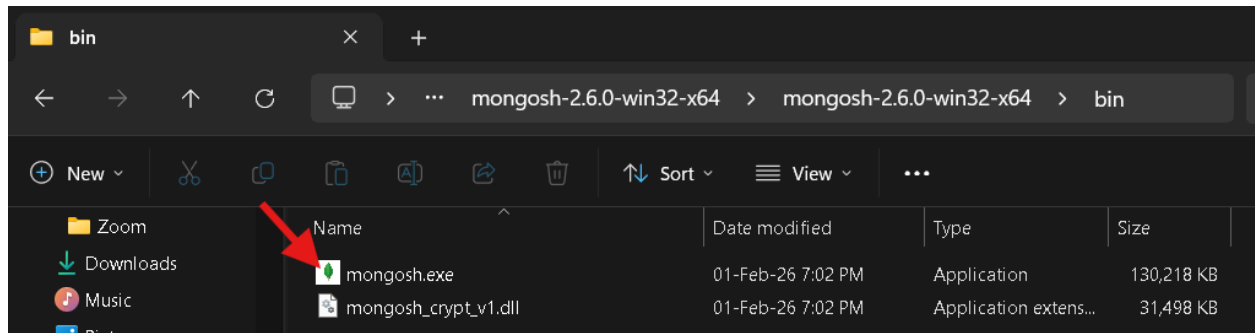 bin
mongosh-2.6.0-win32-x64 > mongosh-2.6.0-win32-x64 > bin
New Sort View
Zoom
Downloads
Music
Name Date modified Type Size
mongosh.exe 01-Feb-26 7:02 PM Application 130,218 KB
mongosh_crypt_v1.dll 01-Feb-26 7:02 PM Application extens... 31,498 KB